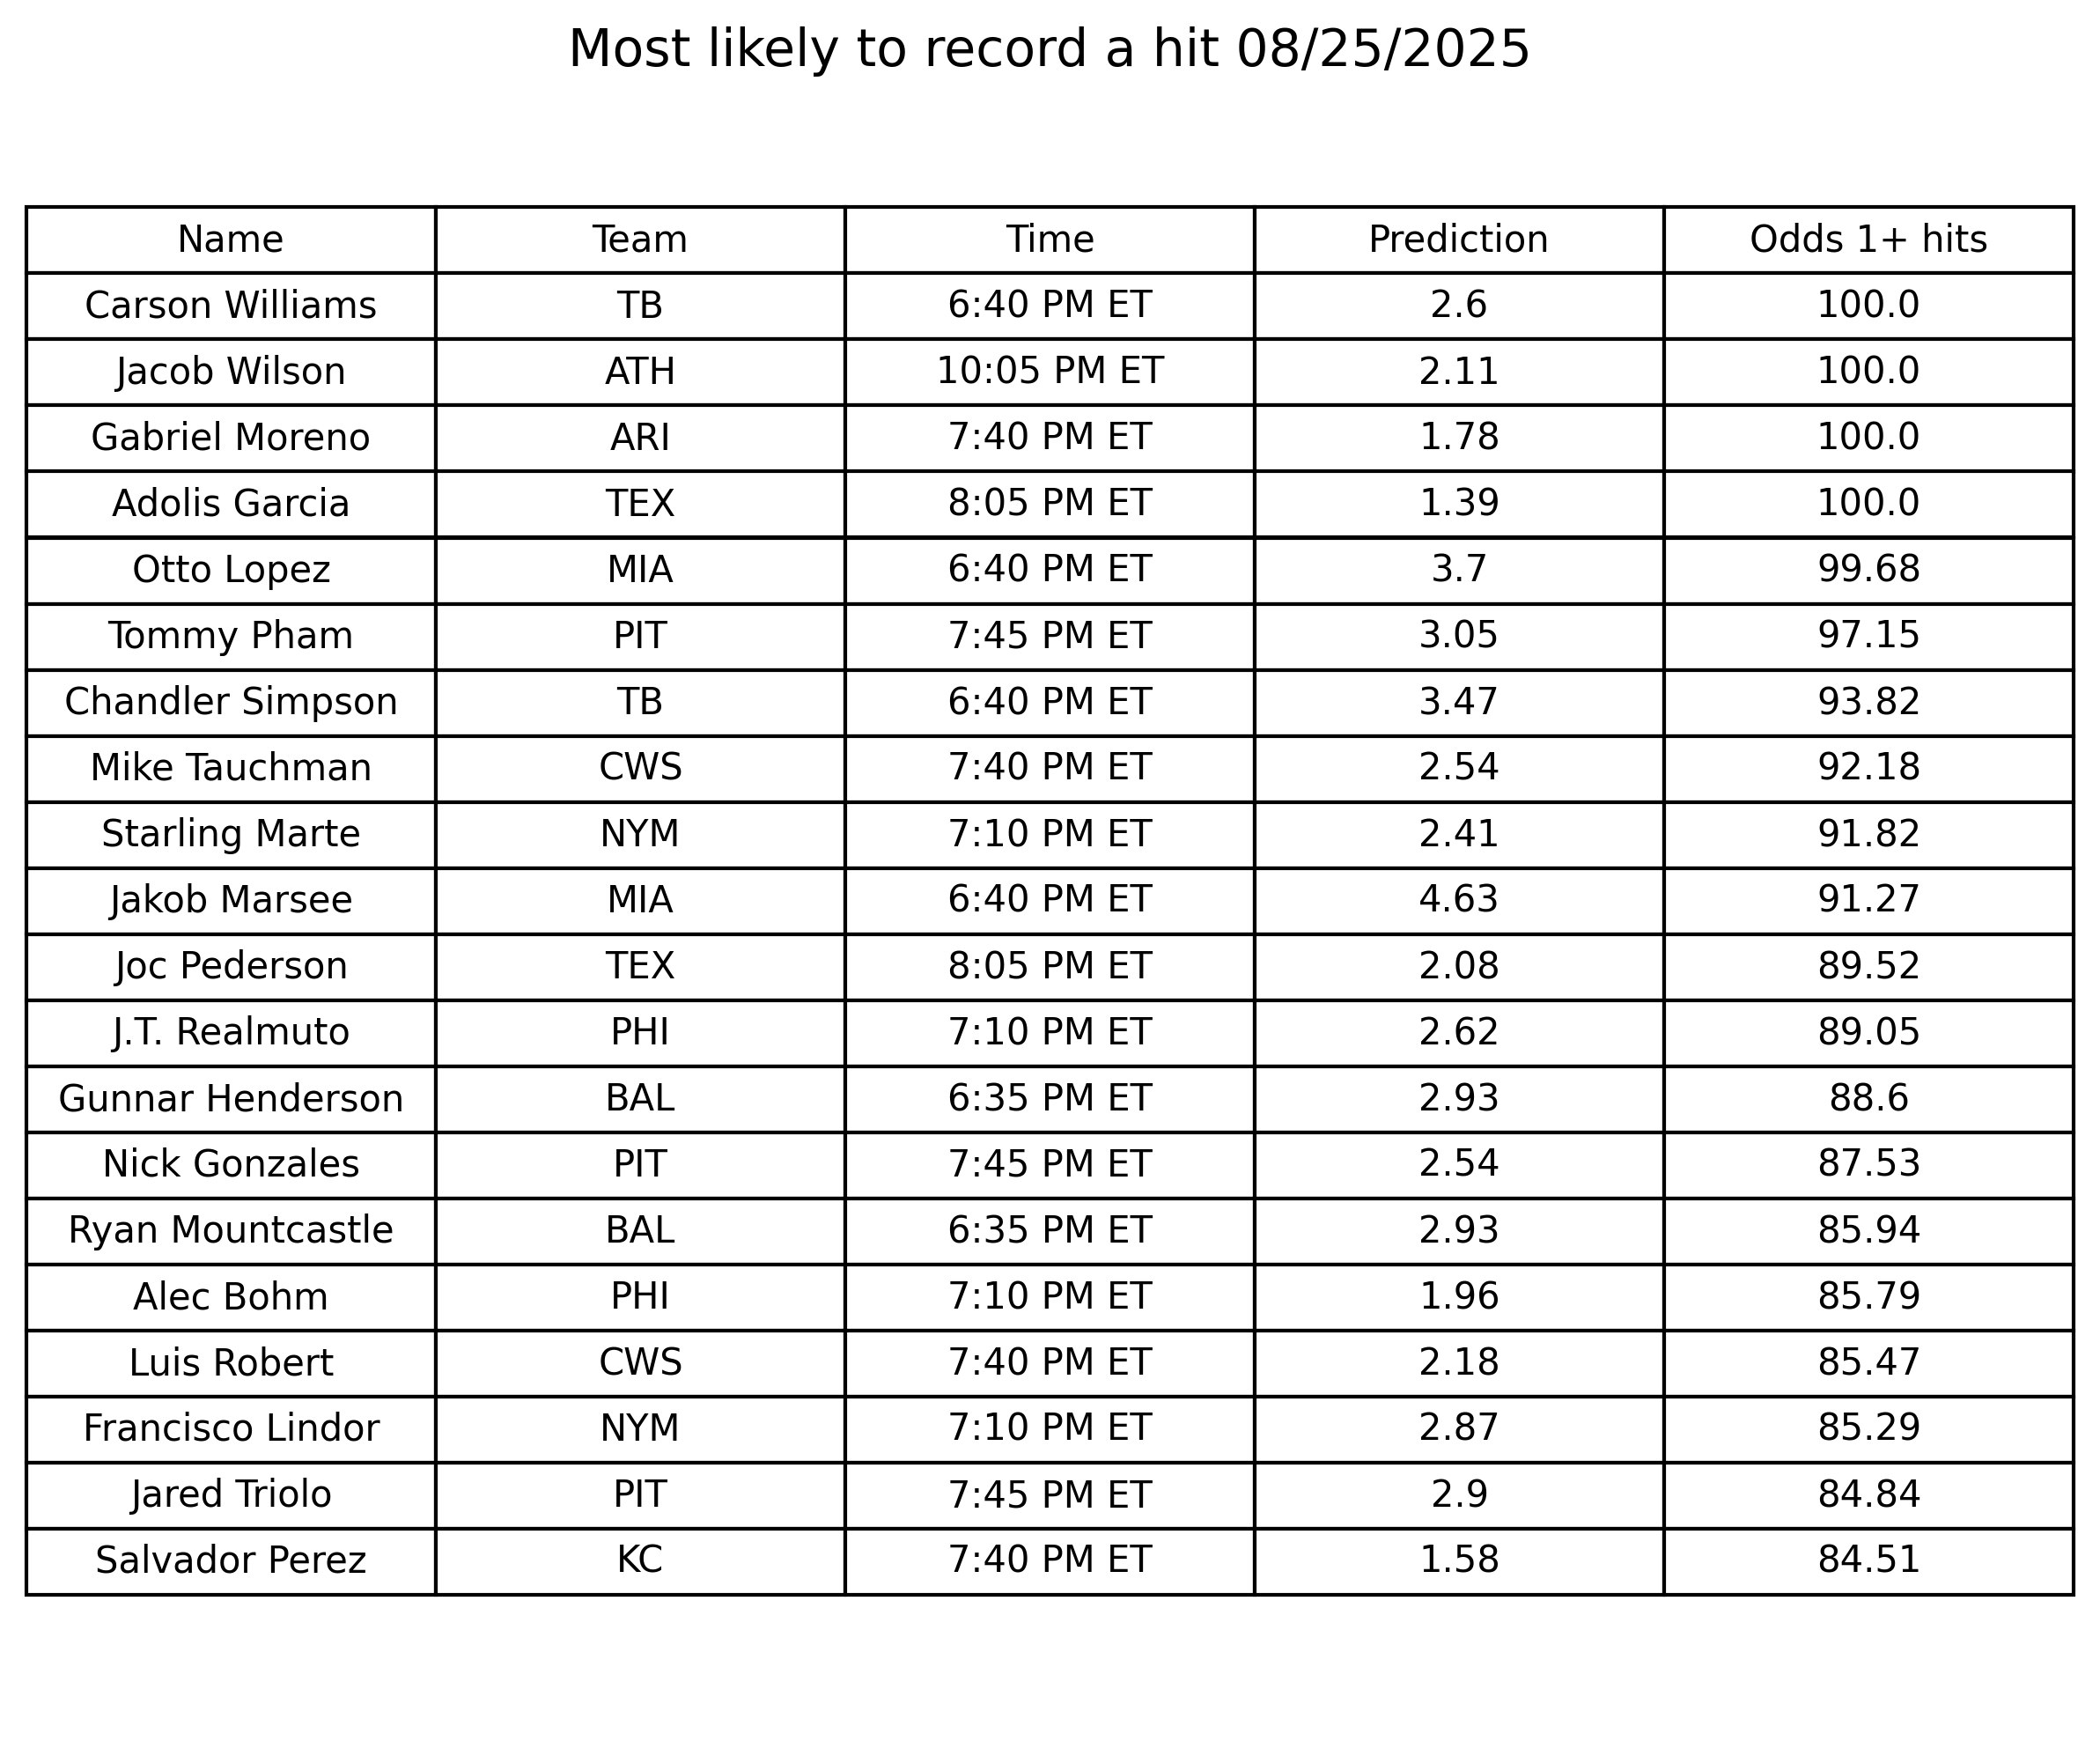 Most likely to record a hit 08/25/2025
Name Team Time Prediction Odds 1+ hits
Carson Williams TB 6:40 PM ET 2.6 100.0
Jacob Wilson ATH 10:05 PM ET 2.11 100.0
Gabriel Moreno ARI 7:40 PM ET 1.78 100.0
Adolis Garcia TEX 8:05 PM ET 1.39 100.0
Otto Lopez MIA 6:40 PM ET 3.7 99.68
Tommy Pham PIT 7:45 PM ET 3.05 97.15
Chandler Simpson TB 6:40 PM ET 3.47 93.82
Mike Tauchman CWS 7:40 PM ET 2.54 92.18
Starling Marte NYM 7:10 PM ET 2.41 91.82
Jakob Marsee MIA 6:40 PM ET 4.63 91.27
Joc Pederson TEX 8:05 PM ET 2.08 89.52
J.T. Realmuto PHI 7:10 PM ET 2.62 89.05
Gunnar Henderson BAL 6:35 PM ET 2.93 88.6
Nick Gonzales PIT 7:45 PM ET 2.54 87.53
Ryan Mountcastle BAL 6:35 PM ET 2.93 85.94
Alec Bohm PHI 7:10 PM ET 1.96 85.79
Luis Robert CWS 7:40 PM ET 2.18 85.47
Francisco Lindor NYM 7:10 PM ET 2.87 85.29
Jared Triolo PIT 7:45 PM ET 2.9 84.84
Salvador Perez KC 7:40 PM ET 1.58 84.51